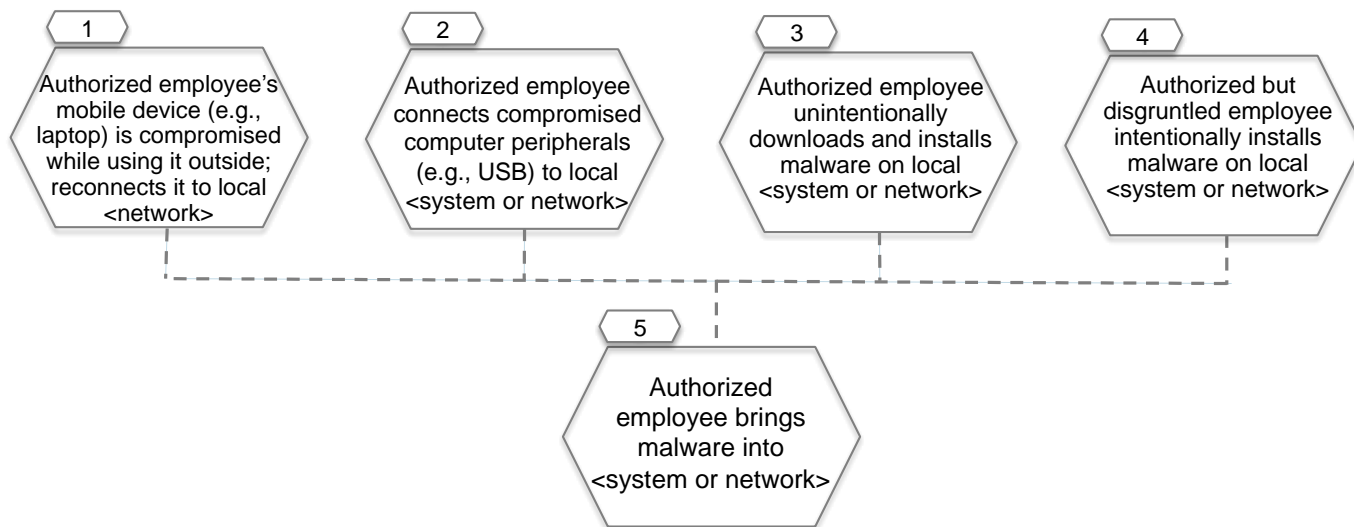 1
Authorized employee’s
mobile device (e.g.,
laptop) is compromised
while using it outside;
reconnects it to local
<network>
2
Authorized employee
connects compromised
computer peripherals
(e.g., USB) to local
<system or network>
3
Authorized employee
unintentionally
downloads and installs
malware on local
<system or network>
4
Authorized but
disgruntled employee
intentionally installs
malware on local
<system or network>
5
Authorized
employee brings
malware into
<system or network>